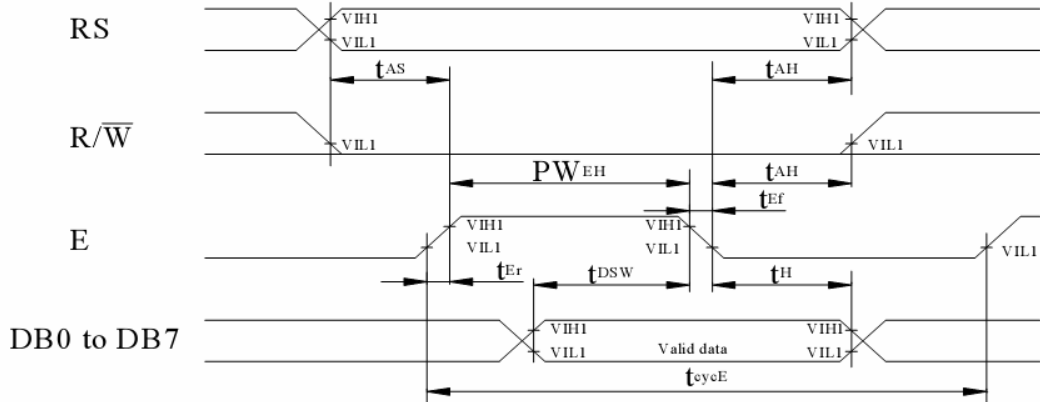 RS VIH1 VIL1 VIH1 VIL1
tAS tAH
R/W̅ VIL1 VIL1
PWEH tAH
tEf
E VIH1 VIL1 VIH1 VIL1 VIL1
tEr tDSW tH
DB0 to DB7 VIH1 VIL1 Valid data VIH1 VIL1
tcycE